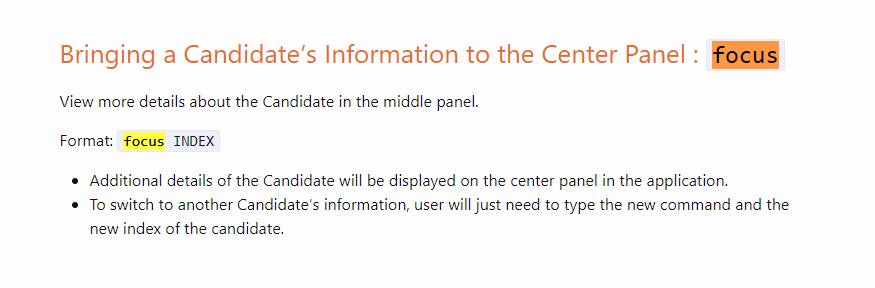 Bringing a Candidate's Information to the Center Panel : focus
View more details about the Candidate in the middle panel.
Format: focus INDEX
• Additional details of the Candidate will be displayed on the center panel in the application.
• To switch to another Candidate's information, user will just need to type the new command and the
new index of the candidate.